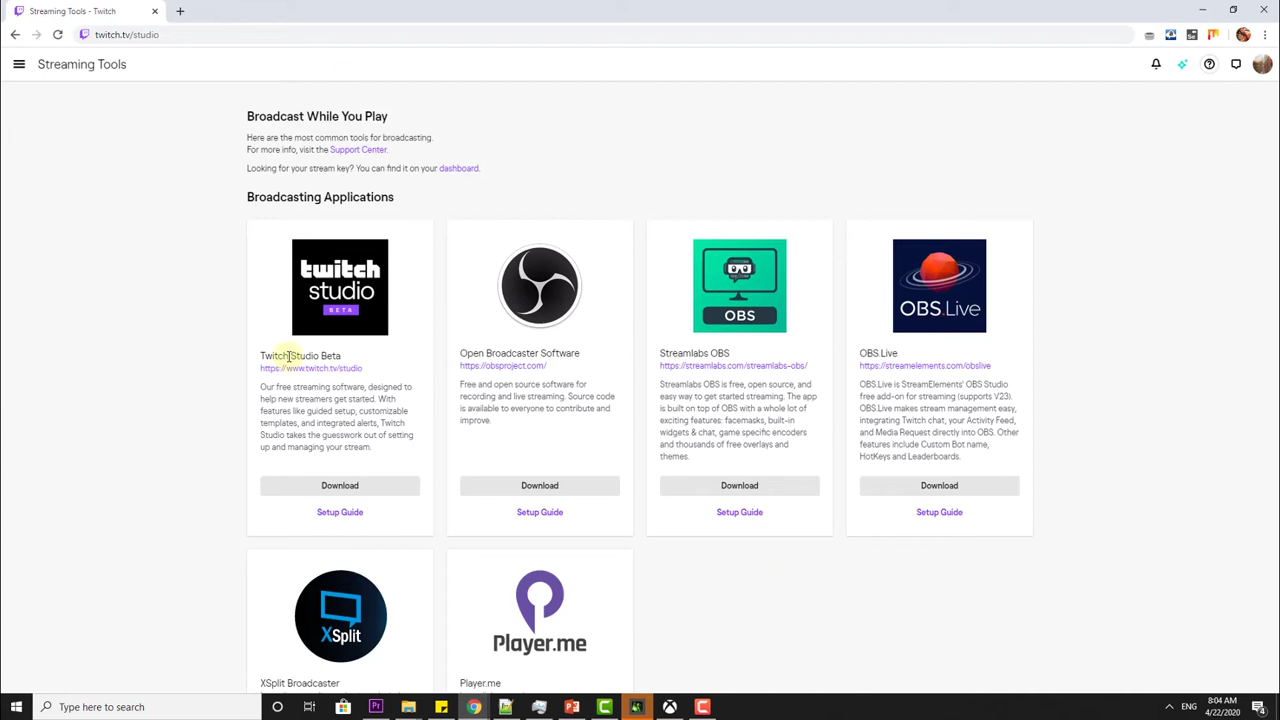 Streaming Tools - Twitch
twitch.tv/studio
Streaming Tools
Broadcast While You Play
Here are the most common tools for broadcasting.
For more info, visit the Support Center.
Looking for your stream key? You can find it on your dashboard.
Broadcasting Applications
twitch
studio
BETA
Twitch Studio Beta
https://www.twitch.tv/studio
Our free streaming software, designed to
help new streamers get started. With
features like guided setup, customizable
templates, and integrated alerts, Twitch
Studio takes the guesswork out of setting
up and managing your stream.
Download
Setup Guide
Open Broadcaster Software
https://obsproject.com/
Free and open source software for
recording and live streaming. Source code
is available to everyone to contribute and
improve.
Download
Setup Guide
OBS
Streamlabs OBS
https://streamlabs.com/streamlabs-obs/
Streamlabs OBS is free, open source, and
easy way to get started streaming. The app
is built on top of OBS with a whole lot of
exciting features: facemasks, built-in
widgets & chat, game specific encoders
and thousands of free overlays and
themes.
Download
Setup Guide
OBS.Live
OBS.Live
https://streamelements.com/obslive
OBS.Live is StreamElements' OBS Studio
free add-on for streaming (supports V23).
OBS.Live makes stream management easy,
integrating Twitch chat, your Activity Feed,
and Media Request directly into OBS. Other
features include Custom Bot name,
HotKeys and Leaderboards.
Download
Setup Guide
XSplit
XSplit Broadcaster
Player.me
Player.me
Type here to search
Pr
ENG
8:04 AM
4/22/2020
4